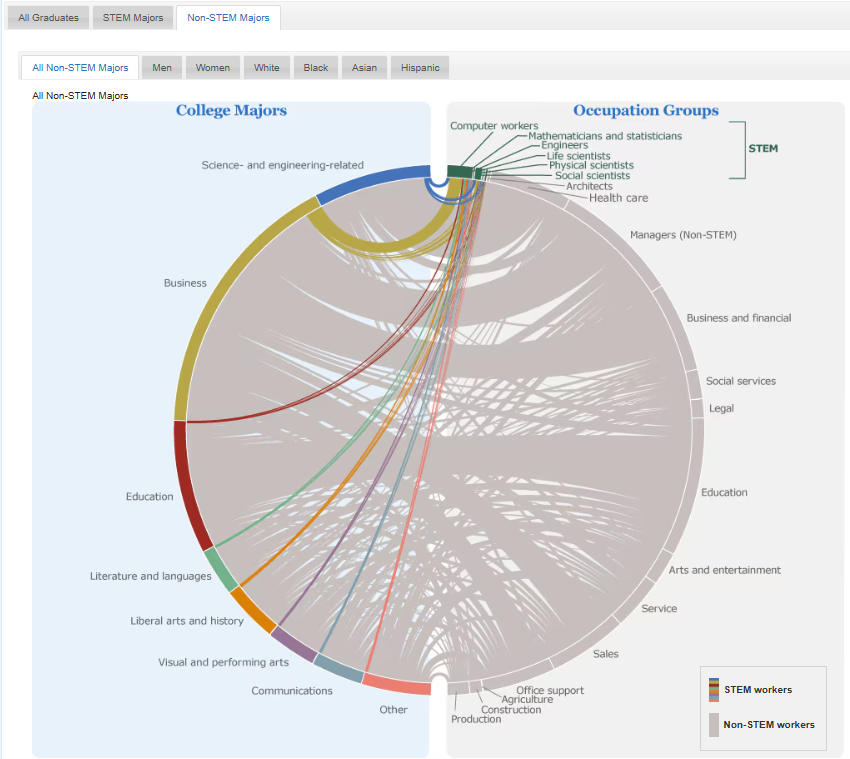 All Graduates
STEM Majors
Non-STEM Majors
All Non-STEM Majors
Men
Women
White
Black
Asian
Hispanic
All Non-STEM Majors
College Majors
Occupation Groups
Computer workers
Mathematicians and statisticians
Engineers
Life scientists
Physical scientists
Social scientists
STEM
Architects
Health care
Science- and engineering-related
Managers (Non-STEM)
Business
Business and financial
Social services
Legal
Education
Education
Arts and entertainment
Literature and languages
Service
Liberal arts and history
Sales
Visual and performing arts
Communications
Office support
Agriculture
Other
Construction
Production
STEM workers
Non-STEM workers